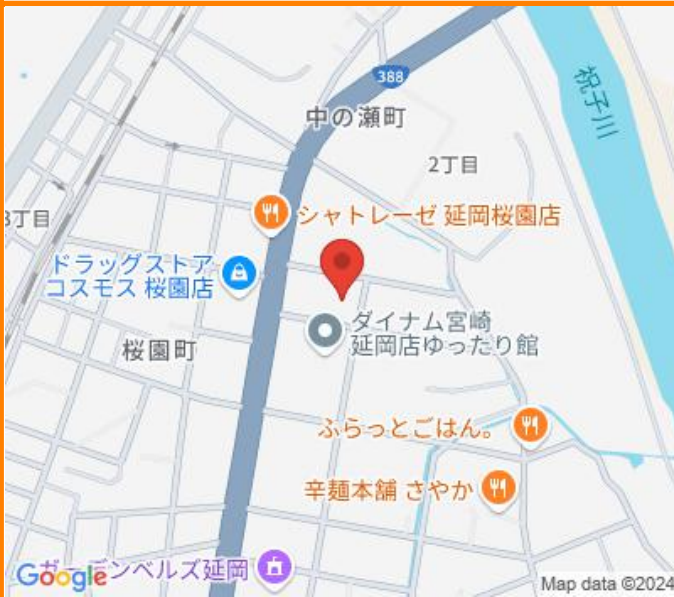 388
中の瀬町
祝子川
2丁目
シャトレーゼ 延岡桜園店
3丁目
ドラッグストア
コスモス 桜園店
ダイナム宮崎
延岡店ゆったり館
桜園町
ふらっとごはん。
辛麺本舗 さやか
ガーデンベルズ延岡
Google
Map data ©2024